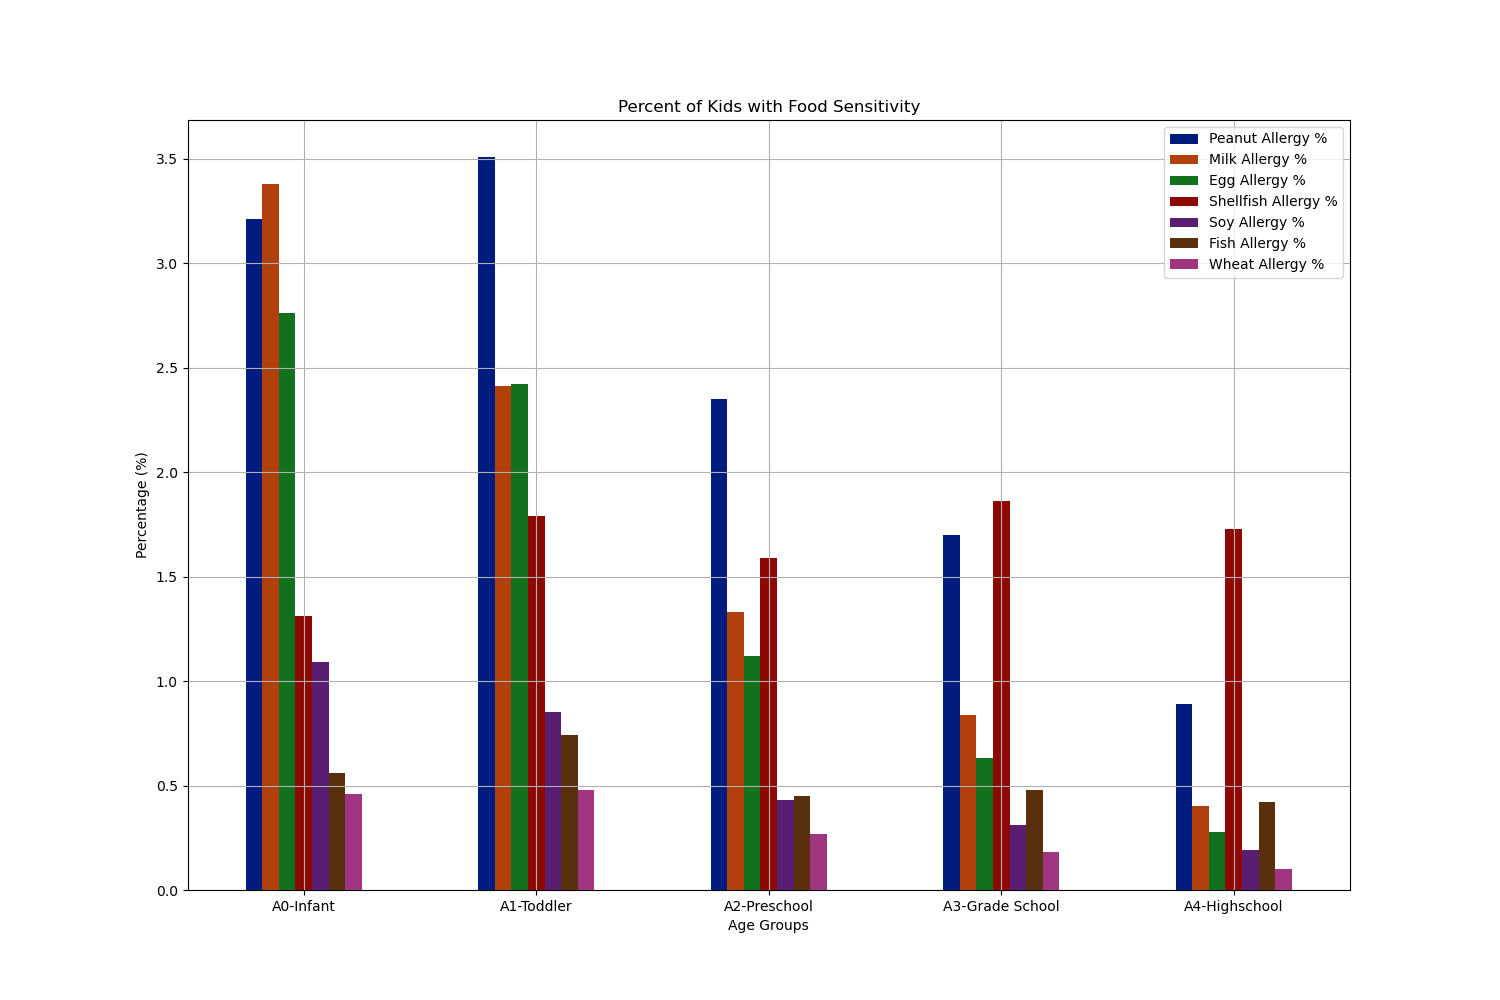 Percent of Kids with Food Sensitivity
Peanut Allergy %
Milk Allergy %
Egg Allergy %
Shellfish Allergy %
Soy Allergy %
Fish Allergy %
Wheat Allergy %
Percentage (%)
3.5
3.0
2.5
2.0
1.5
1.0
0.5
0.0
A0-Infant A1-Toddler A2-Preschool A3-Grade School A4-Highschool
Age Groups